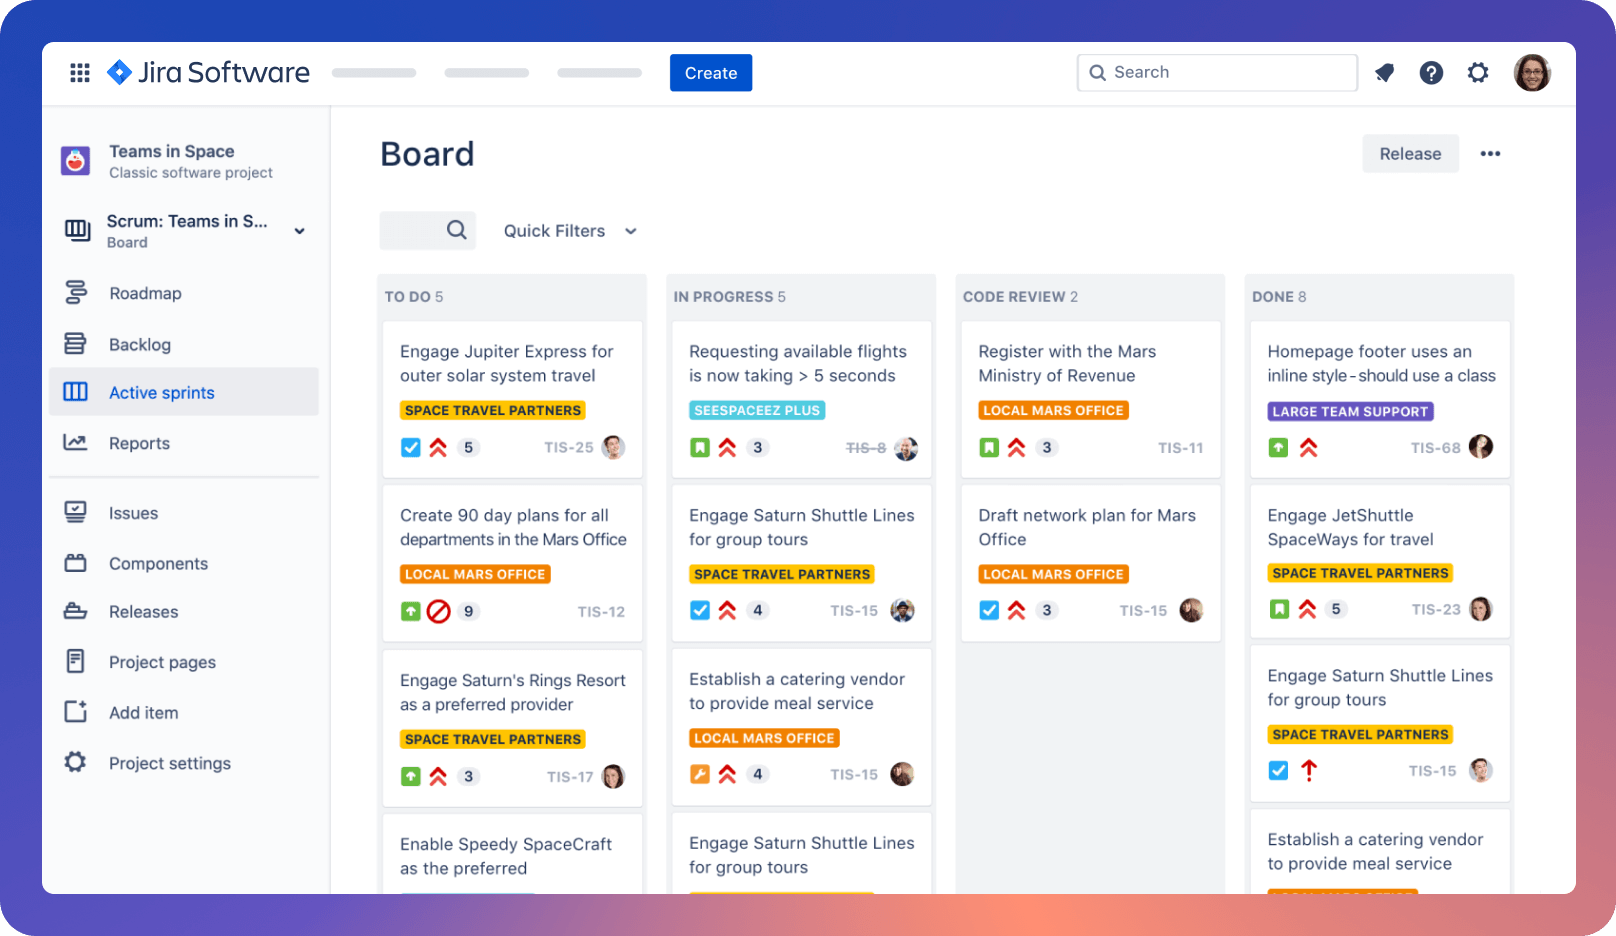 Jira Software
Create
Search
Teams in Space
Classic software project
Scrum: Teams in S...
Board
Roadmap
Backlog
Active sprints
Reports
Issues
Components
Releases
Project pages
Add item
Project settings
Board
Release
Quick Filters
TO DO 5
Engage Jupiter Express for
outer solar system travel
SPACE TRAVEL PARTNERS
5 TIS-25
Create 90 day plans for all
departments in the Mars Office
LOCAL MARS OFFICE
9 TIS-12
Engage Saturn's Rings Resort
as a preferred provider
SPACE TRAVEL PARTNERS
3 TIS-17
Enable Speedy SpaceCraft
as the preferred
IN PROGRESS 5
Requesting available flights
is now taking > 5 seconds
SEESPACEEZ PLUS
3 TIS-8
Engage Saturn Shuttle Lines
for group tours
SPACE TRAVEL PARTNERS
4 TIS-15
Establish a catering vendor
to provide meal service
LOCAL MARS OFFICE
4 TIS-15
Engage Saturn Shuttle Lines
for group tours
CODE REVIEW 2
Register with the Mars
Ministry of Revenue
LOCAL MARS OFFICE
3 TIS-11
Draft network plan for Mars
Office
LOCAL MARS OFFICE
3 TIS-15
DONE 8
Homepage footer uses an
inline style-should use a class
LARGE TEAM SUPPORT
TIS-68
Engage JetShuttle
SpaceWays for travel
SPACE TRAVEL PARTNERS
5 TIS-23
Engage Saturn Shuttle Lines
for group tours
SPACE TRAVEL PARTNERS
TIS-15
Establish a catering vendor
to provide meal service